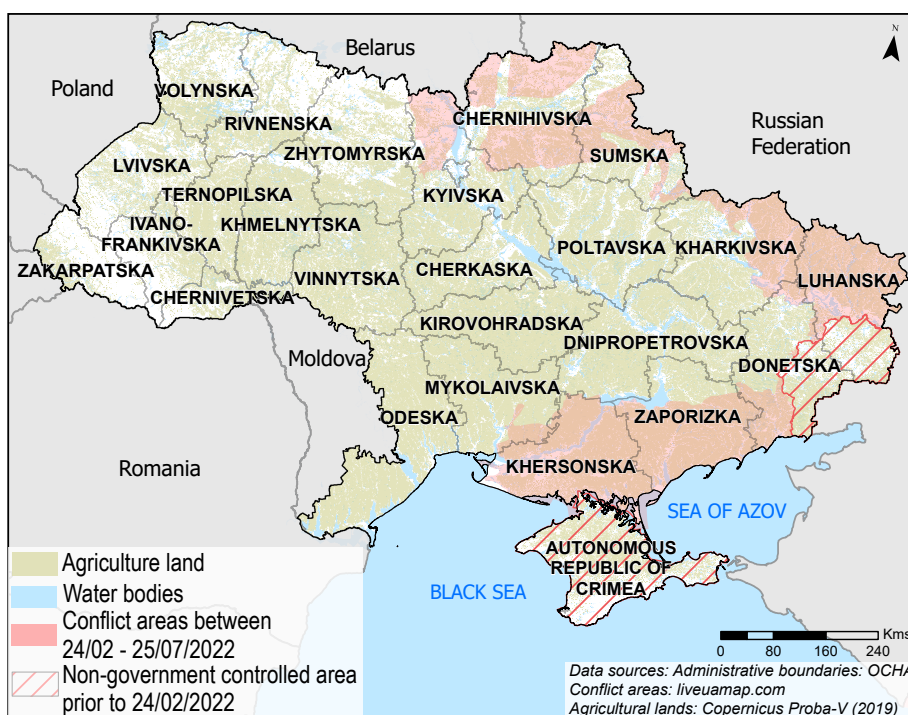 N
Belarus
Poland
Russian
Federation
VOLYNSKA
RIVNENSKA
CHERNIHIVSKA
SUMSKA
ZHYTOMYRSKA
LVIVSKA
TERNOPILSKA
KYIVSKA
IVANO-
FRANKIVSKA
KHMELNYTSKA
POLTAVSKA
KHARKIVSKA
ZAKARPATSKA
VINNYTSKA
CHERKASKA
LUHANSKA
CHERNIVETSKA
KIROVOHRADSKA
DNIPROPETROVSKA
Moldova
DONETSKA
MYKOLAIVSKA
ODESKA
ZAPORIZKA
Romania
KHERSONSKA
SEA OF AZOV
AUTONOMOUS
REPUBLIC OF
CRIMEA
BLACK SEA
Agriculture land
Water bodies
Conflict areas between
24/02 - 25/07/2022
Non-government controlled area
prior to 24/02/2022
Kms
0 40 80 160 240
Data sources: Administrative boundaries: OCHA
Conflict areas: liveuamap.com
Agricultural lands: Copernicus Proba-V (2019)